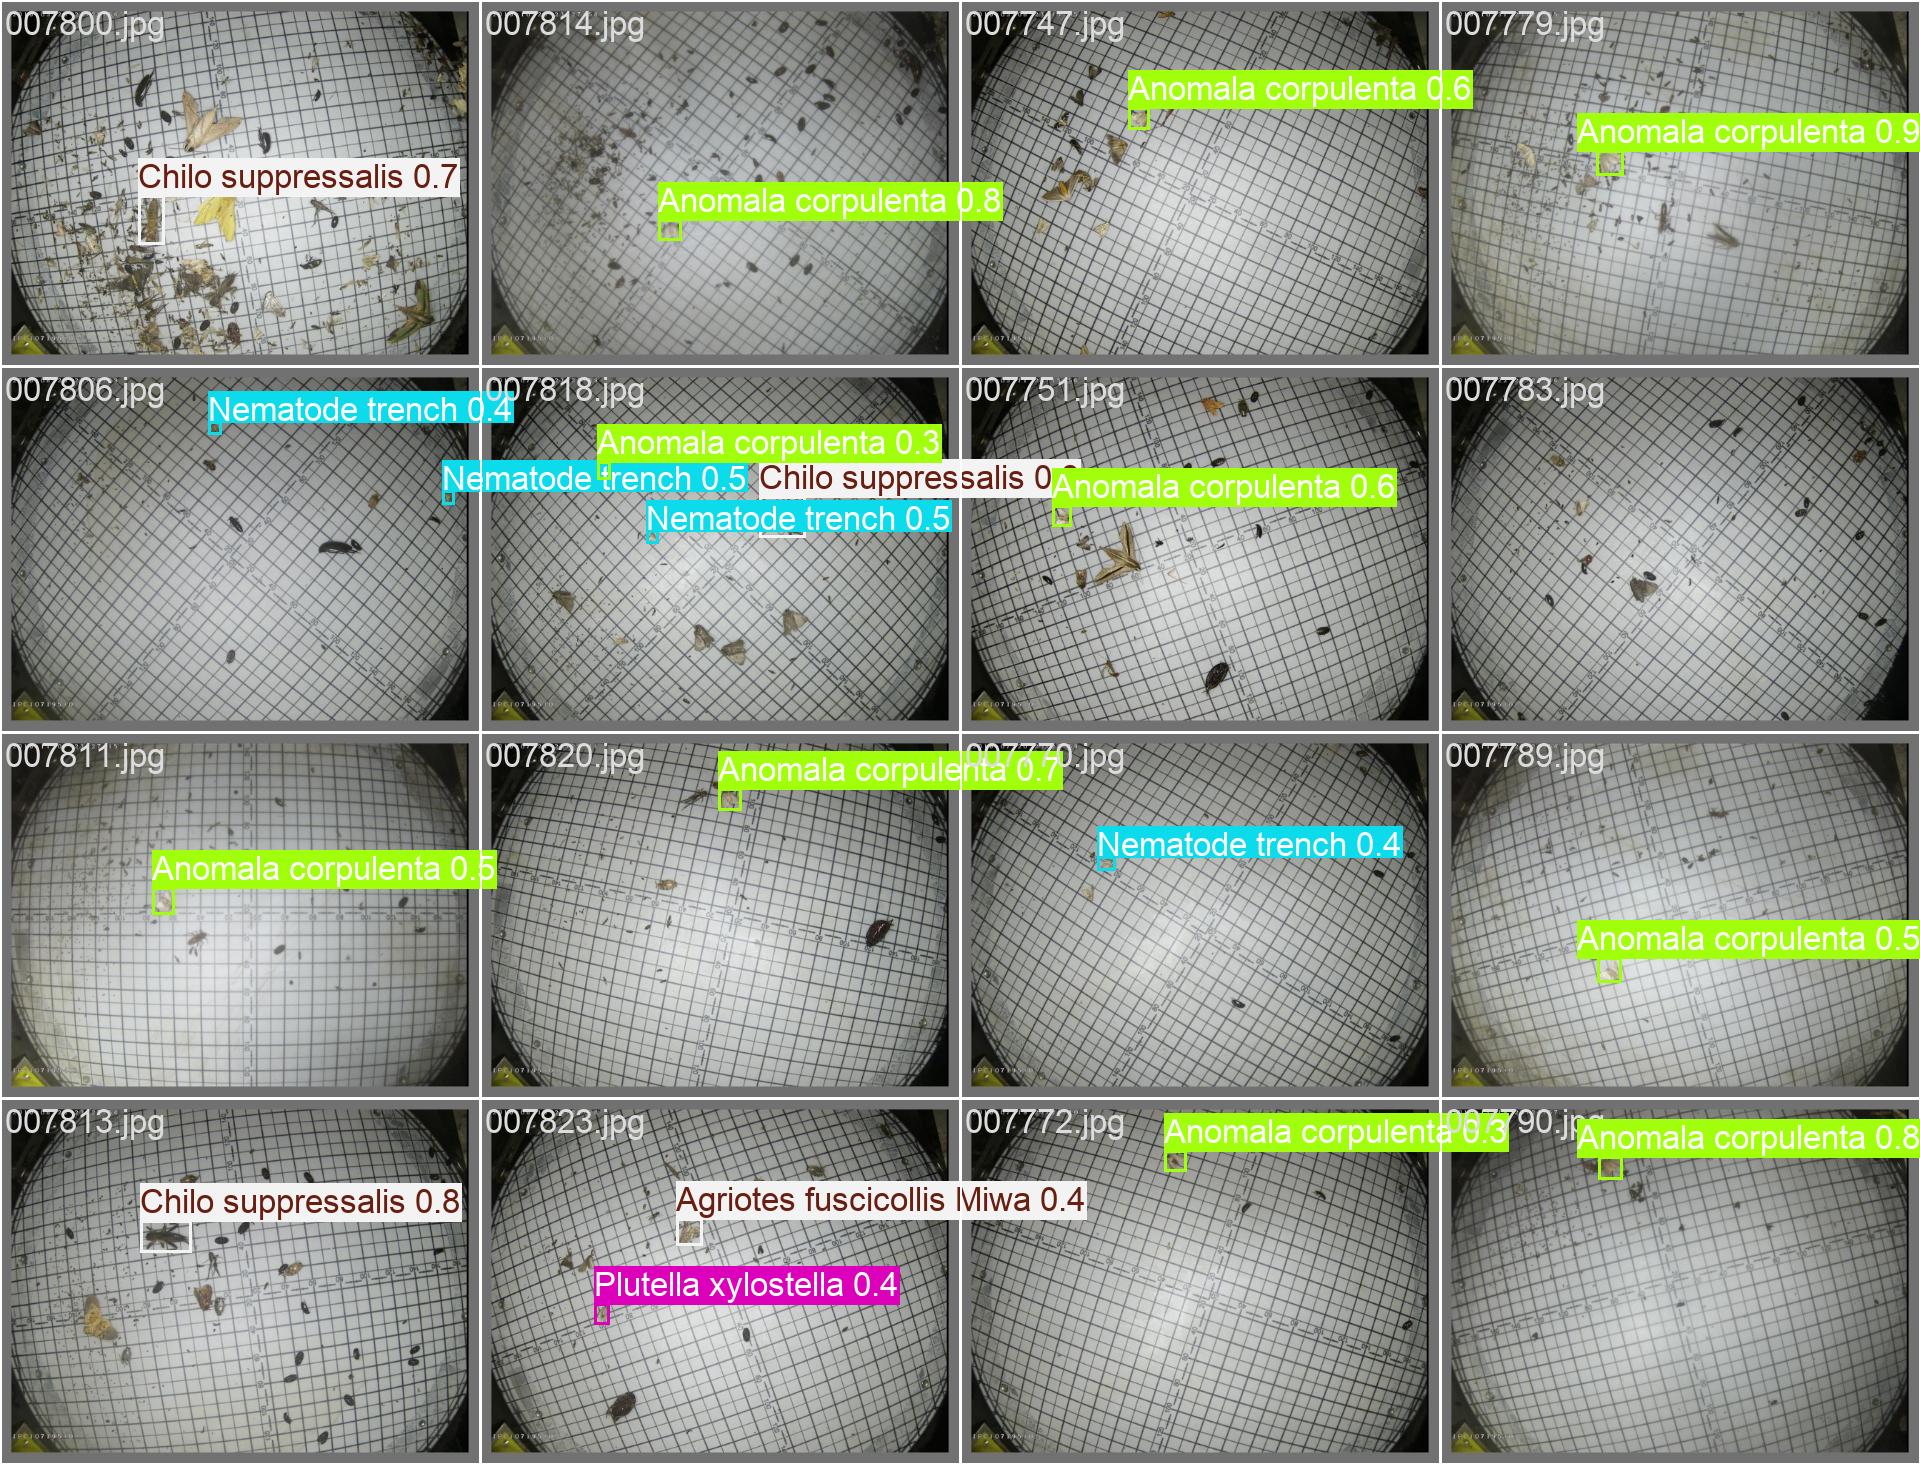 007800.jpg
007814.jpg
007747.jpg
007779.jpg
Anomala corpulenta 0.6
Anomala corpulenta 0.9
Chilo suppressalis 0.7
Anomala corpulenta 0.8
007806.jpg
007818.jpg
007751.jpg
007783.jpg
Nematode trench 0.4
Anomala corpulenta 0.3
Nematode trench 0.5
Chilo suppressalis
Anomala corpulenta 0.6
Nematode trench 0.5
007811.jpg
007820.jpg
007770.jpg
007789.jpg
Anomala corpulenta 0.7
Nematode trench 0.4
Anomala corpulenta 0.5
Anomala corpulenta 0.5
007813.jpg
007823.jpg
007772.jpg
007790.jpg
Anomala corpulenta 0.3
Anomala corpulenta 0.8
Chilo suppressalis 0.8
Agriotes fuscicollis Miwa 0.4
Plutella xylostella 0.4